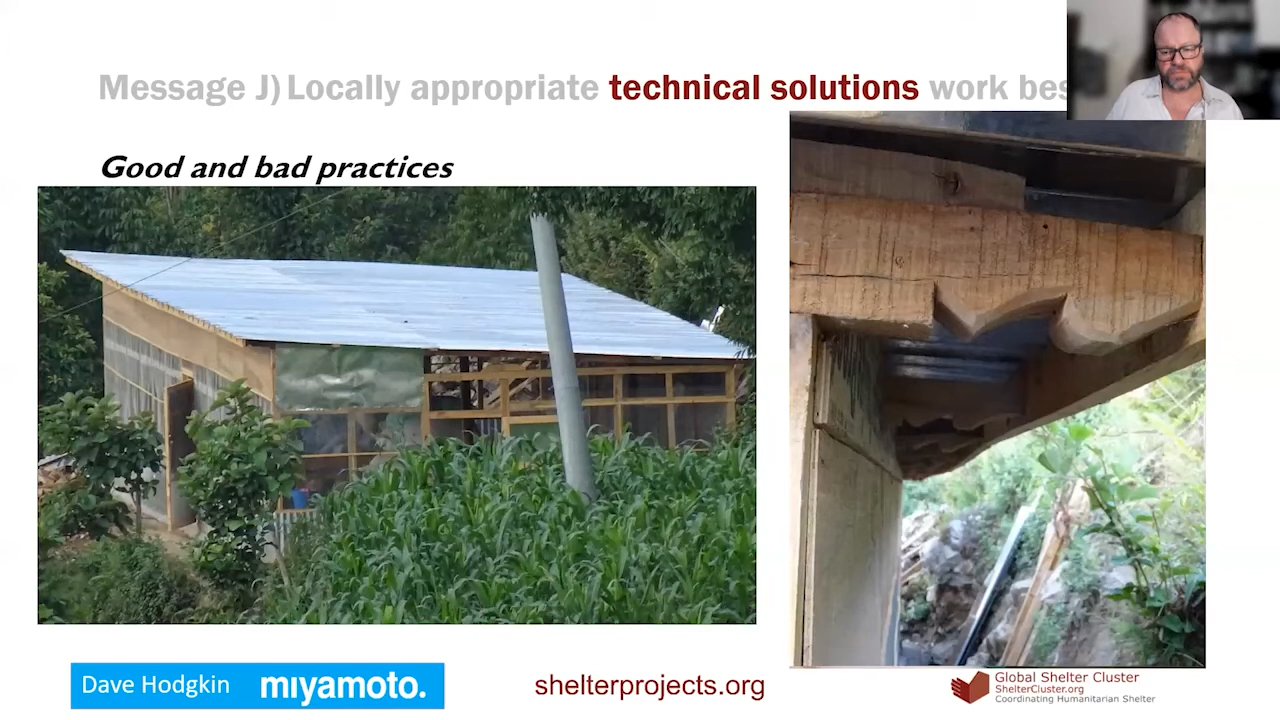 Message J) Locally appropriate technical solutions work bes
Good and bad practices
Dave Hodgkin miyamoto.
shelterprojects.org
Global Shelter Cluster
ShelterCluster.org
Coordinating Humanitarian Shelter